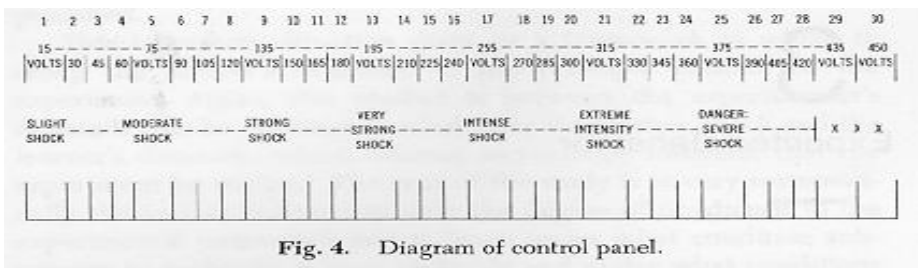 1 2 3 4 5 6 7 8 9 10 11 12 13 14 15 16 17 18 19 20 21 22 23 24 25 26 27 28 29 30
15 75 135 195 255 315 375 435 450
VOLTS 30 45 60 VOLTS 90 105 120 VOLTS 150 165 180 VOLTS 210 225 240 VOLTS 270 285 300 VOLTS 330 345 360 VOLTS 390 405 420 VOLTS VOLTS
SLIGHT SHOCK
MODERATE SHOCK
STRONG SHOCK
VERY STRONG SHOCK
INTENSE SHOCK
EXTREME INTENSITY SHOCK
DANGER: SEVERE SHOCK
X X X
Fig. 4. Diagram of control panel.